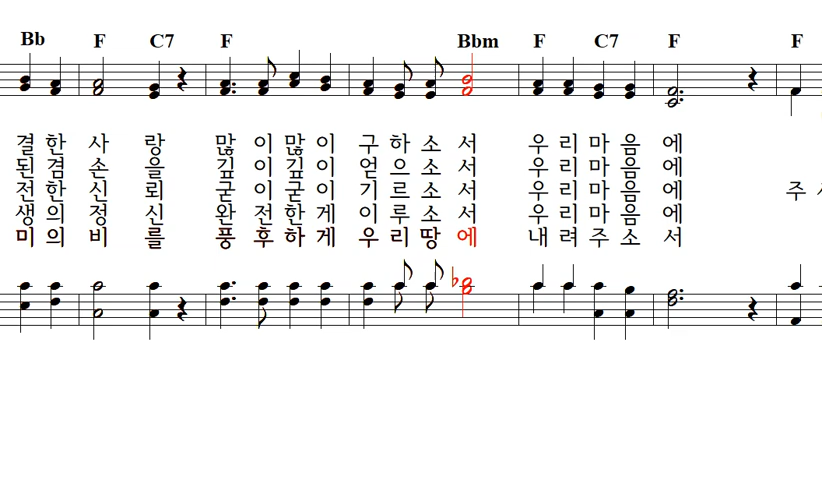 Bb F C7 F Bbm F C7 F F
결한 사 랑 많 이많이 구하소 서 우리마음 에
된겸 손 을 깊 이깊이 얻으소 서 우리마음 에
전한 신 뢰 굳 이굳이 기르소 서 우리마음 에 주
생의 정 신 완 전한게 이루소 서 우리마음 에
미의 비 를 풍 후하게 우리땅 에 내려주소 서